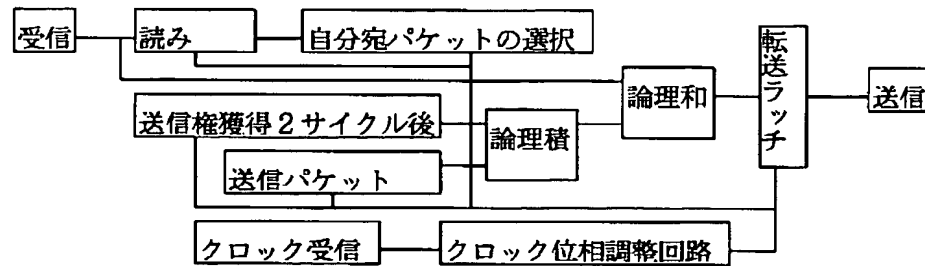 受信
読み
自分宛パケットの選択
転送ラッチ
論理和
送信
送信権獲得2サイクル後
論理積
送信パケット
クロック受信
クロック位相調整回路